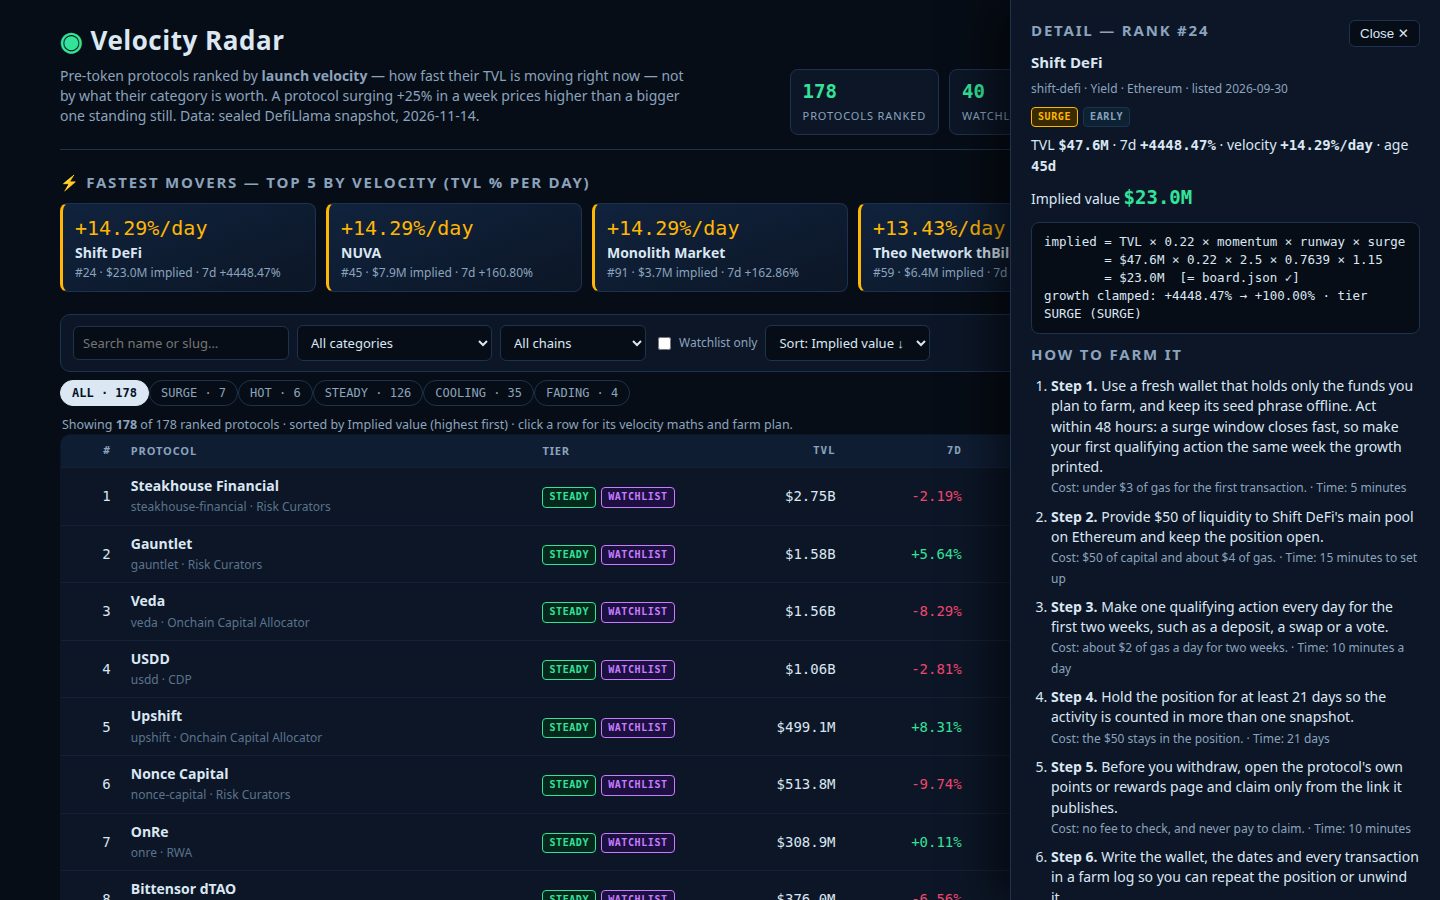 ◉ Velocity Radar
Pre-token protocols ranked by launch velocity — how fast their TVL is moving right now — not
by what their category is worth. A protocol surging +25% in a week prices higher than a bigger
one standing still. Data: sealed DefiLlama snapshot, 2026-11-14.
178
PROTOCOLS RANKED
40
WATCHL
⚡ FASTEST MOVERS — TOP 5 BY VELOCITY (TVL % PER DAY)
+14.29%/day
Shift DeFi
#24 · $23.0M implied · 7d +4448.47%
+14.29%/day
NUVA
#45 · $7.9M implied · 7d +160.80%
+14.29%/day
Monolith Market
#91 · $3.7M implied · 7d +162.86%
+13.43%/day
Theo Network thBil
#59 · $6.4M implied · 7d
Search name or slug...
All categories
All chains
Watchlist only
Sort: Implied value ↓
ALL · 178
SURGE · 7
HOT · 6
STEADY · 126
COOLING · 35
FADING · 4
Showing 178 of 178 ranked protocols · sorted by Implied value (highest first) · click a row for its velocity maths and farm plan.
# PROTOCOL TIER TVL 7D
1 Steakhouse Financial STEADY WATCHLIST $2.75B -2.19%
steakhouse-financial · Risk Curators
2 Gauntlet STEADY WATCHLIST $1.58B +5.64%
gauntlet · Risk Curators
3 Veda STEADY WATCHLIST $1.56B -8.29%
veda · Onchain Capital Allocator
4 USDD STEADY WATCHLIST $1.06B -2.81%
usdd · CDP
5 Upshift STEADY WATCHLIST $499.1M +8.31%
upshift · Onchain Capital Allocator
6 Nonce Capital STEADY WATCHLIST $513.8M -9.74%
nonce-capital · Risk Curators
7 OnRe STEADY WATCHLIST $308.9M +0.11%
onre · RWA
8 Bittensor dTAO STEADY WATCHLIST $376.0M -6.56%
DETAIL — RANK #24
Close ✕
Shift DeFi
shift-defi · Yield · Ethereum · listed 2026-09-30
SURGE EARLY
TVL $47.6M · 7d +4448.47% · velocity +14.29%/day · age
45d
Implied value $23.0M
implied = TVL × 0.22 × momentum × runway × surge
= $47.6M × 0.22 × 2.5 × 0.7639 × 1.15
= $23.0M [= board.json ✓]
growth clamped: +4448.47% → +100.00% · tier
SURGE (SURGE)
HOW TO FARM IT
1. Step 1. Use a fresh wallet that holds only the funds you
plan to farm, and keep its seed phrase offline. Act
within 48 hours: a surge window closes fast, so make
your first qualifying action the same week the growth
printed.
Cost: under $3 of gas for the first transaction. · Time: 5 minutes
2. Step 2. Provide $50 of liquidity to Shift DeFi's main pool
on Ethereum and keep the position open.
Cost: $50 of capital and about $4 of gas. · Time: 15 minutes to set
up
3. Step 3. Make one qualifying action every day for the
first two weeks, such as a deposit, a swap or a vote.
Cost: about $2 of gas a day for two weeks. · Time: 10 minutes a
day
4. Step 4. Hold the position for at least 21 days so the
activity is counted in more than one snapshot.
Cost: the $50 stays in the position. · Time: 21 days
5. Step 5. Before you withdraw, open the protocol's own
points or rewards page and claim only from the link it
publishes.
Cost: no fee to check, and never pay to claim. · Time: 10 minutes
6. Step 6. Write the wallet, the dates and every transaction
in a farm log so you can repeat the position or unwind
it.